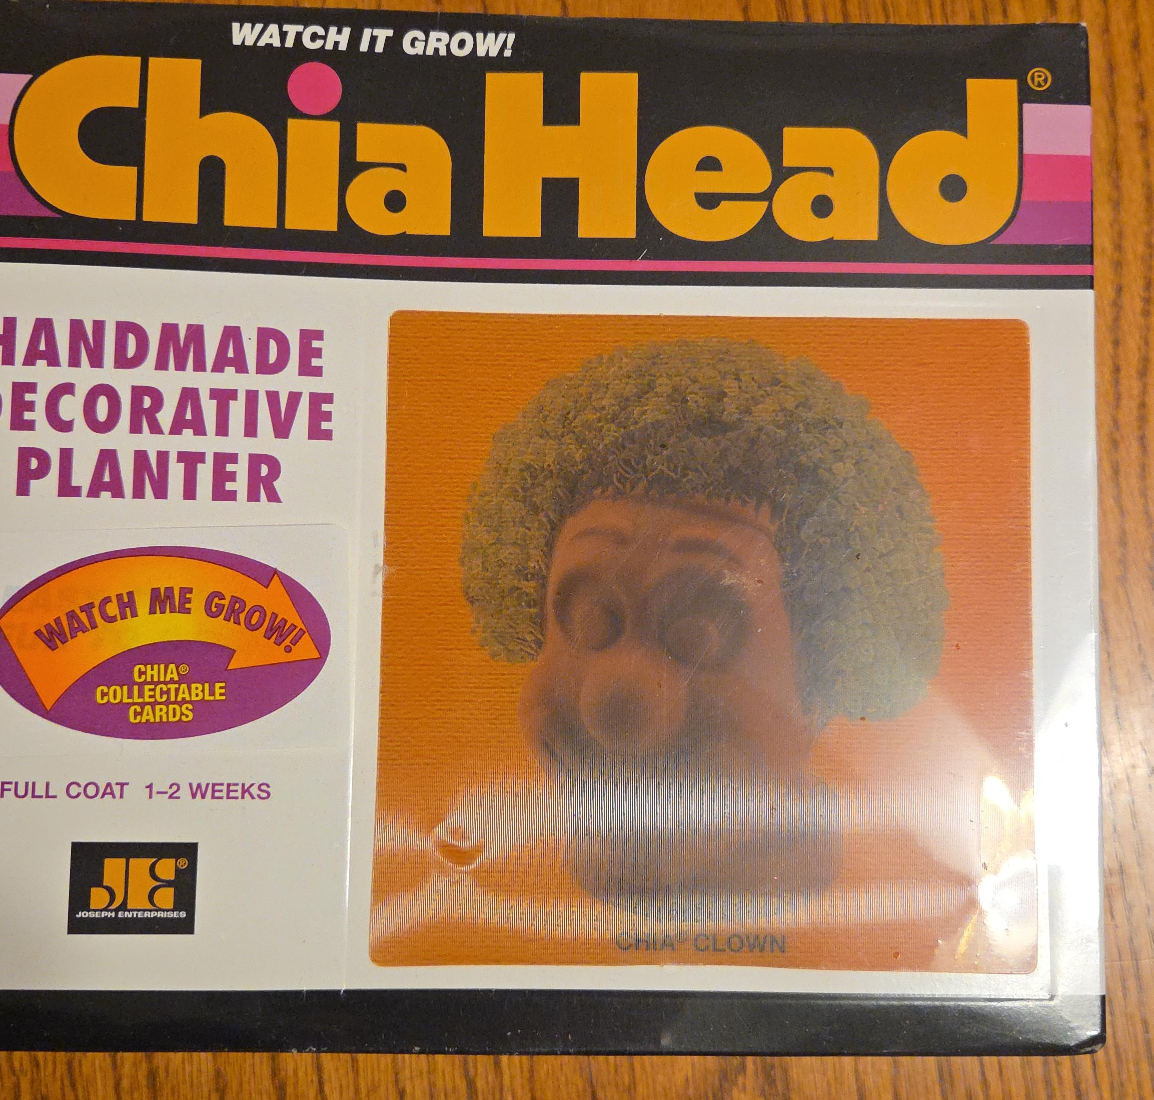 WATCH IT GROW!
Chia Head®
HANDMADE
DECORATIVE
PLANTER
WATCH ME GROW!
CHIA®
COLLECTABLE
CARDS
FULL COAT 1–2 WEEKS
JE®
JOSEPH ENTERPRISES
CHIA® CLOWN